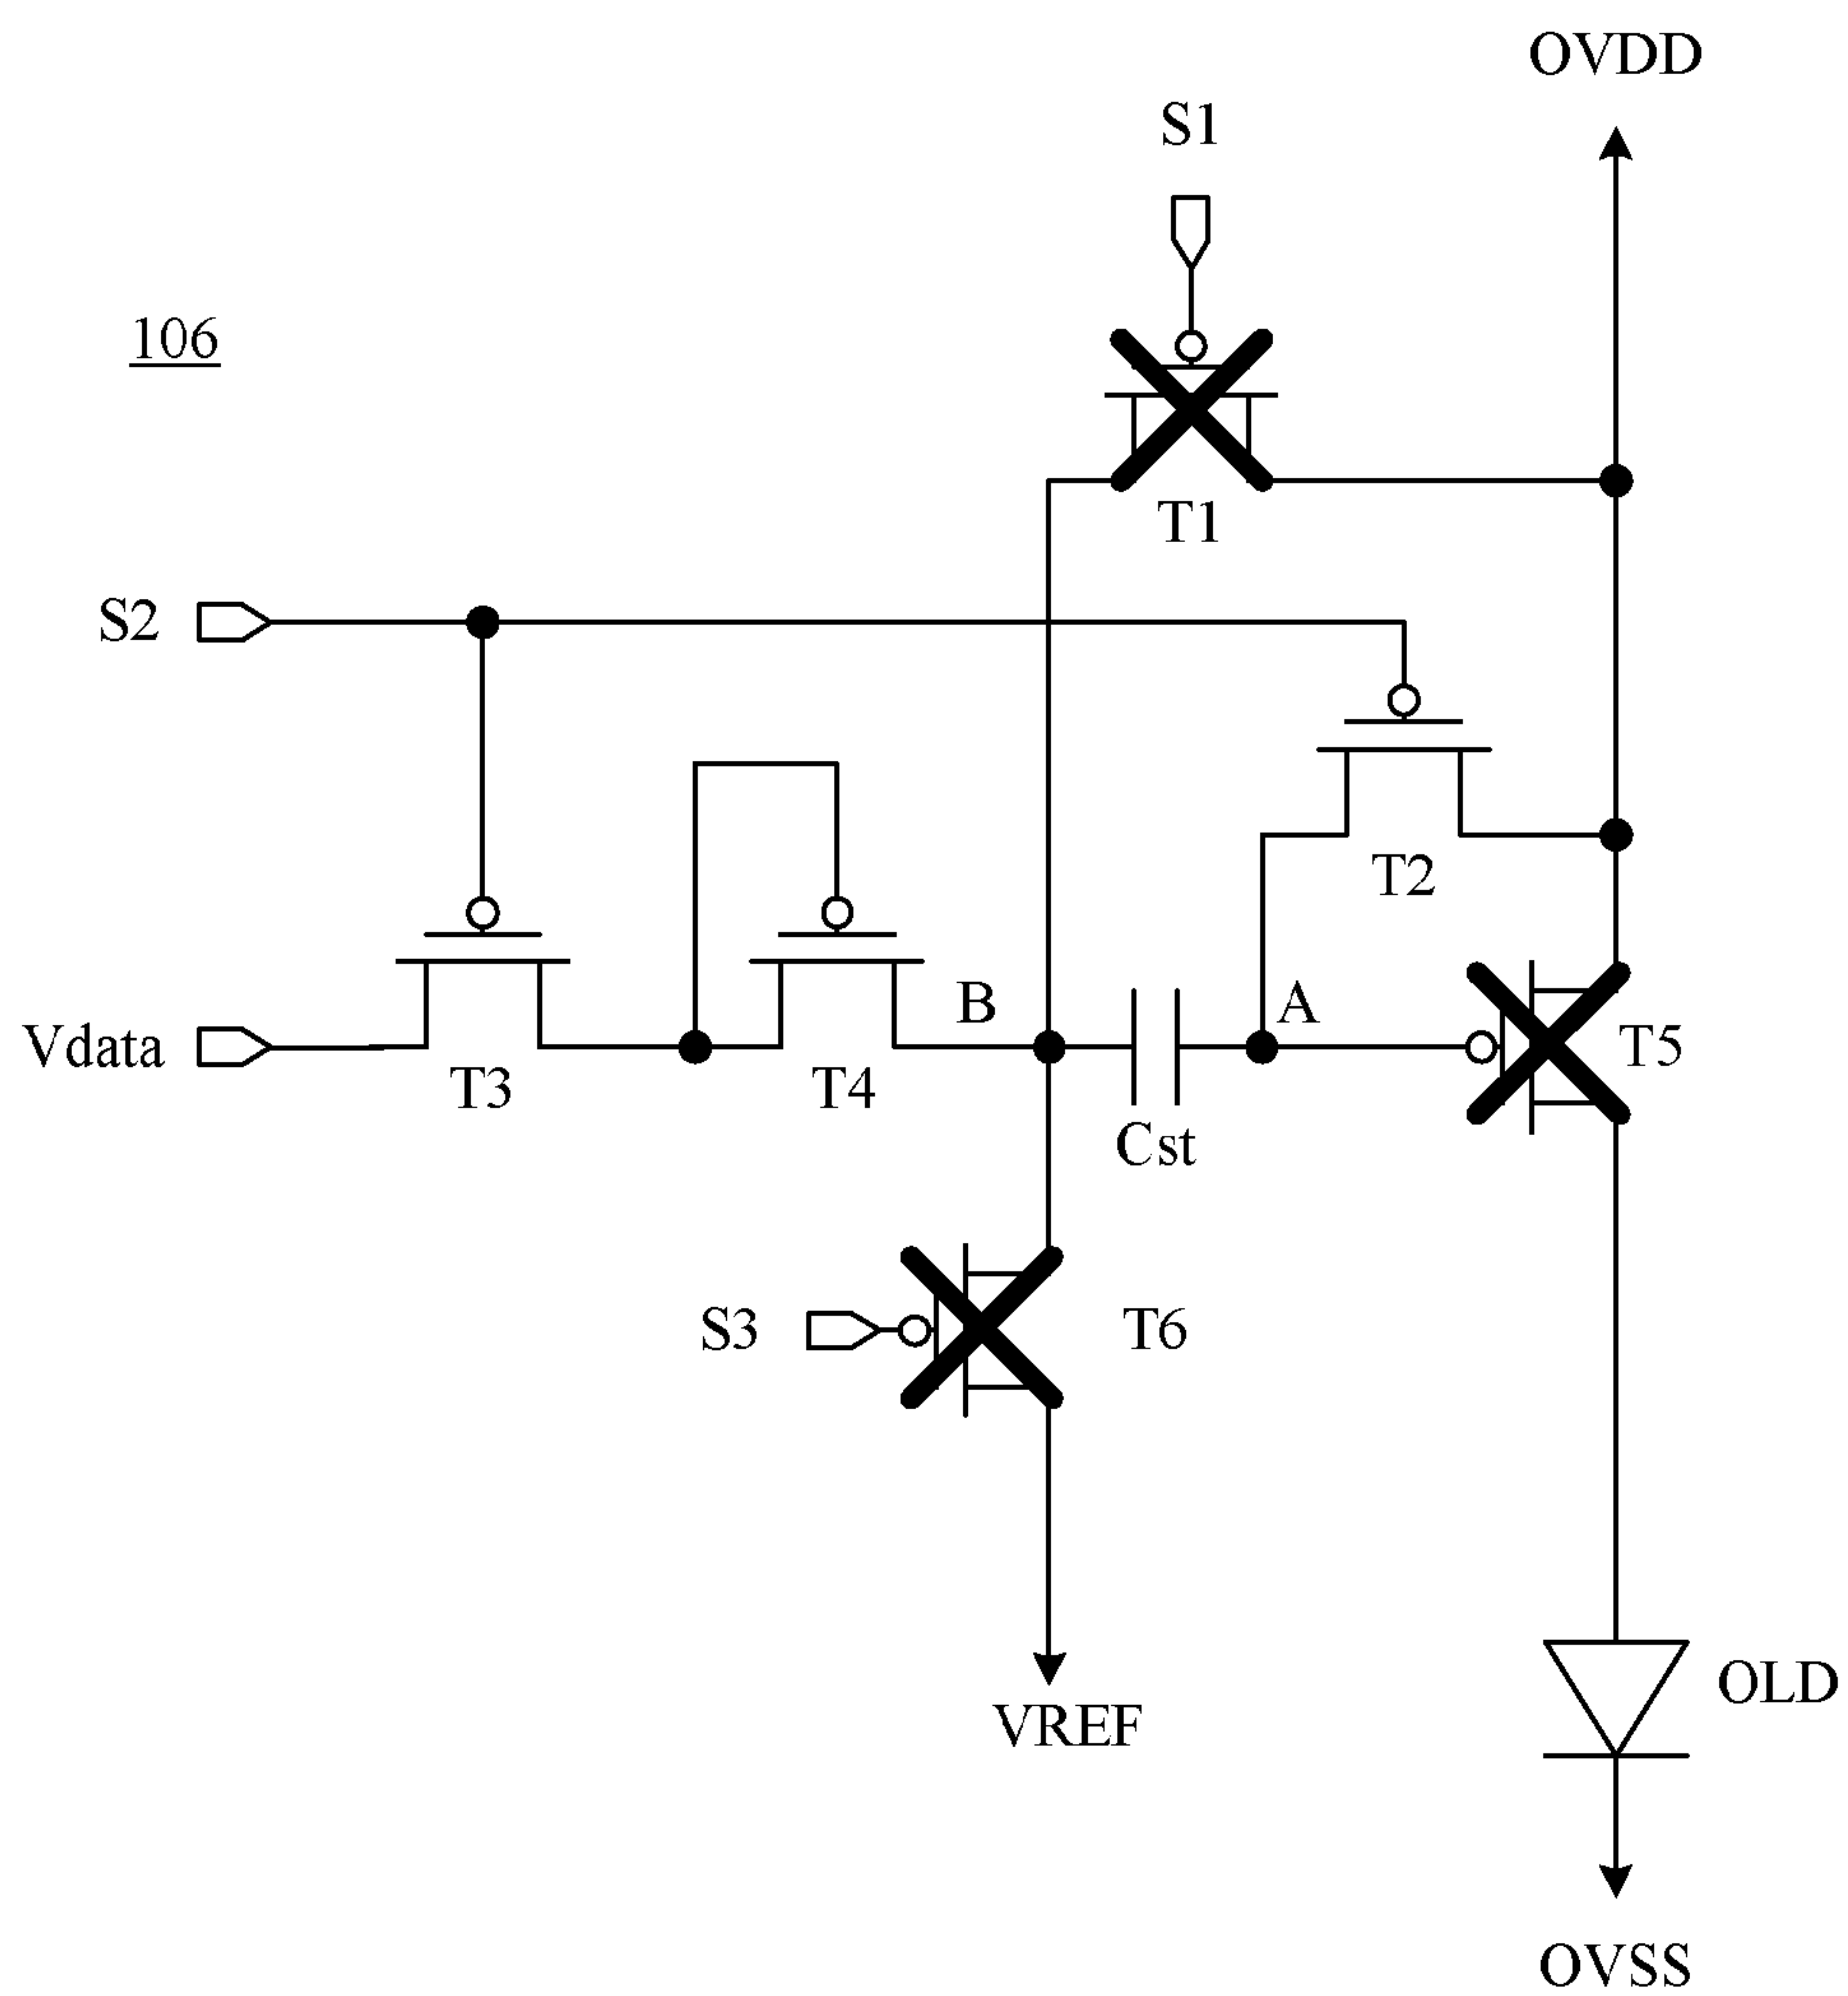 OVDD
S1
106
T1
S2
T2
B
A
Vdata
T5
T3
T4
Cst
S3
T6
OLD
VREF
OVSS